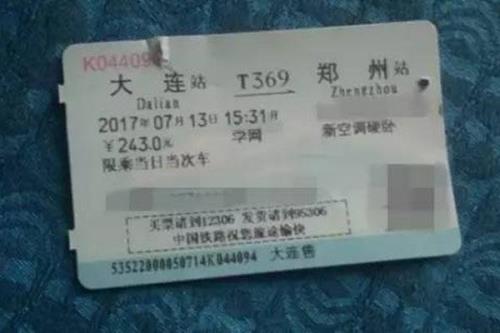 K044094
大连站 T369 郑州站
Dalian Zhengzhou
2017年07月13日 15:31开
¥243.0元 学网 新空调硬卧
限乘当日当次车
买票请到12306 发货请到95306
中国铁路祝您旅途愉快
53522000050714K044094 大连售